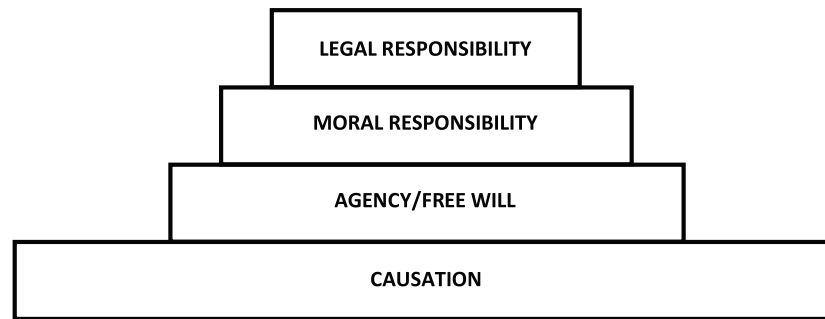 LEGAL RESPONSIBILITY
MORAL RESPONSIBILITY
AGENCY/FREE WILL
CAUSATION